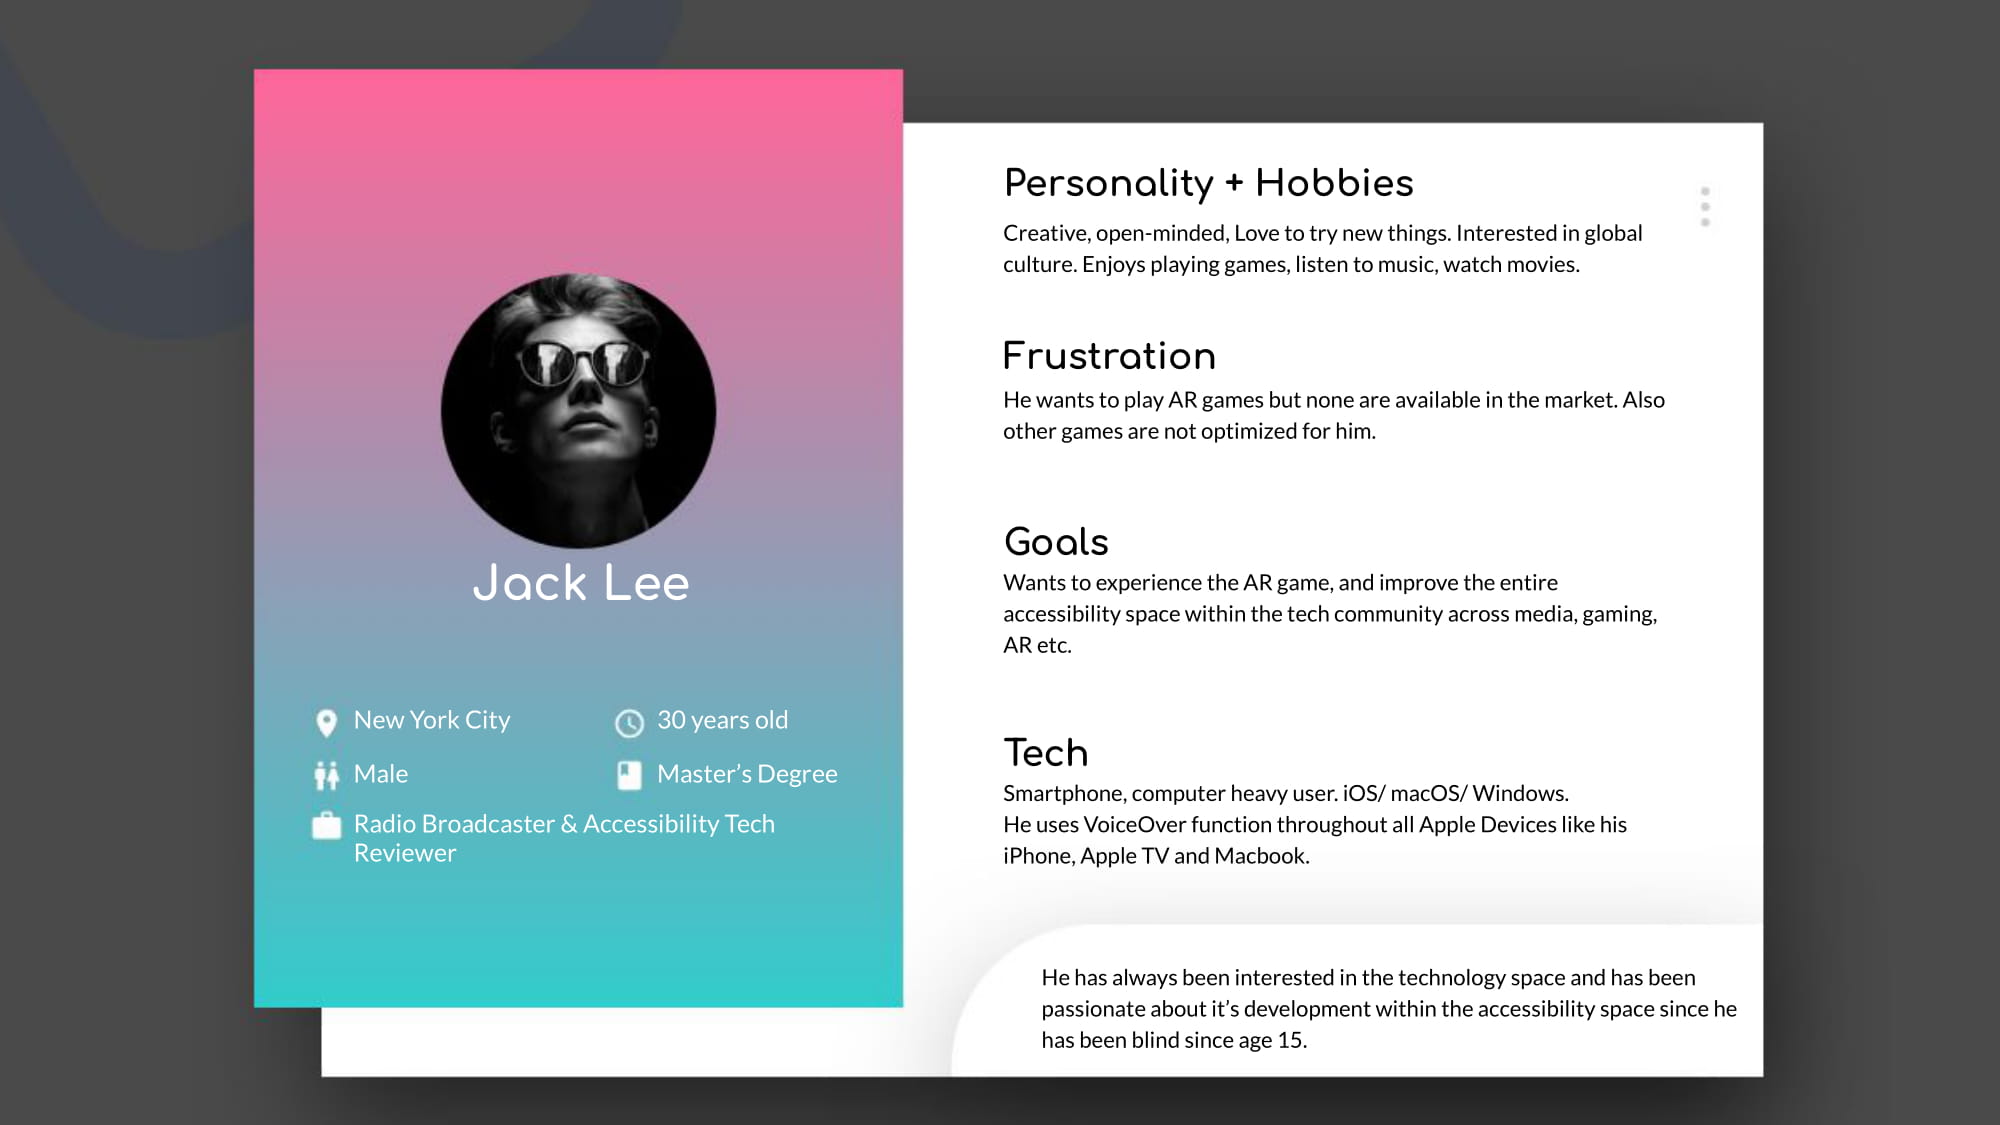 Jack Lee
New York City
30 years old
Male
Master's Degree
Radio Broadcaster & Accessibility Tech
Reviewer
Personality + Hobbies
Creative, open-minded, Love to try new things. Interested in global
culture. Enjoys playing games, listen to music, watch movies.
Frustration
He wants to play AR games but none are available in the market. Also
other games are not optimized for him.
Goals
Wants to experience the AR game, and improve the entire
accessibility space within the tech community across media, gaming,
AR etc.
Tech
Smartphone, computer heavy user. iOS/ macOS/ Windows.
He uses VoiceOver function throughout all Apple Devices like his
iPhone, Apple TV and Macbook.
He has always been interested in the technology space and has been
passionate about it’s development within the accessibility space since he
has been blind since age 15.